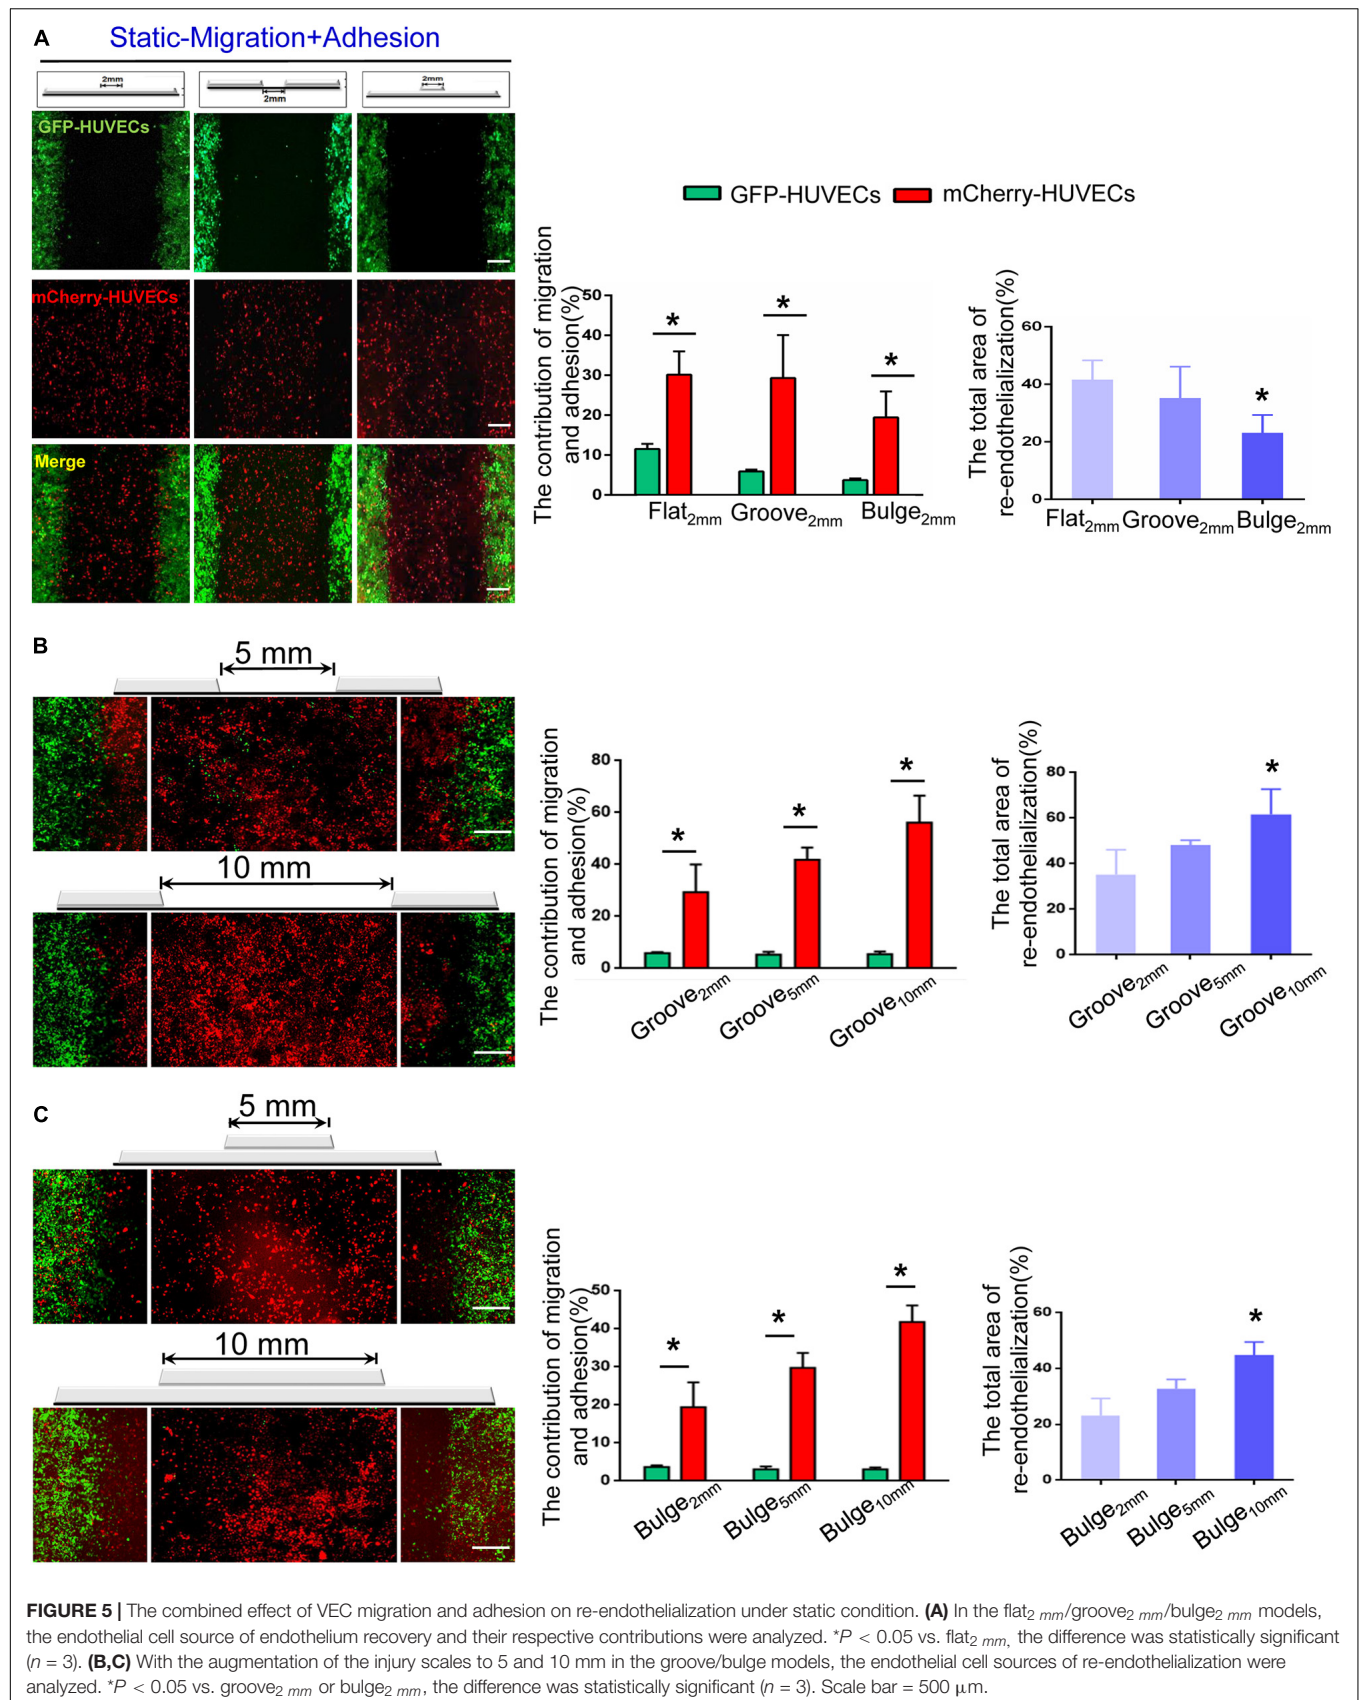 A
Static-Migration+Adhesion
2mm
2mm
2mm
GFP-HUVECs
mCherry-HUVECs
Merge
GFP-HUVECs
mCherry-HUVECs
The contribution of migration
and adhesion(%)
50
40
30
20
10
0
*
*
*
Flat2mm
Groove2mm
Bulge2mm
The total area of
re-endothelialization(%)
60
40
20
0
*
Flat2mm
Groove2mm
Bulge2mm
B
5 mm
10 mm
The contribution of migration
and adhesion(%)
80
60
40
20
0
*
*
*
Groove2mm
Groove5mm
Groove10mm
The total area of
re-endothelialization(%)
80
60
40
20
0
*
Groove2mm
Groove5mm
Groove10mm
C
5 mm
10 mm
The contribution of migration
and adhesion(%)
50
40
30
20
10
0
*
*
*
Bulge2mm
Bulge5mm
Bulge10mm
The total area of
re-endothelialization(%)
60
40
20
0
*
Bulge2mm
Bulge5mm
Bulge10mm
FIGURE 5 | The combined effect of VEC migration and adhesion on re-endothelialization under static condition. (A) In the flat2 mm/groove2 mm/bulge2 mm models,
the endothelial cell source of endothelium recovery and their respective contributions were analyzed. *P < 0.05 vs. flat2 mm, the difference was statistically significant
(n = 3). (B,C) With the augmentation of the injury scales to 5 and 10 mm in the groove/bulge models, the endothelial cell sources of re-endothelialization were
analyzed. *P < 0.05 vs. groove2 mm or bulge2 mm, the difference was statistically significant (n = 3). Scale bar = 500 μm.